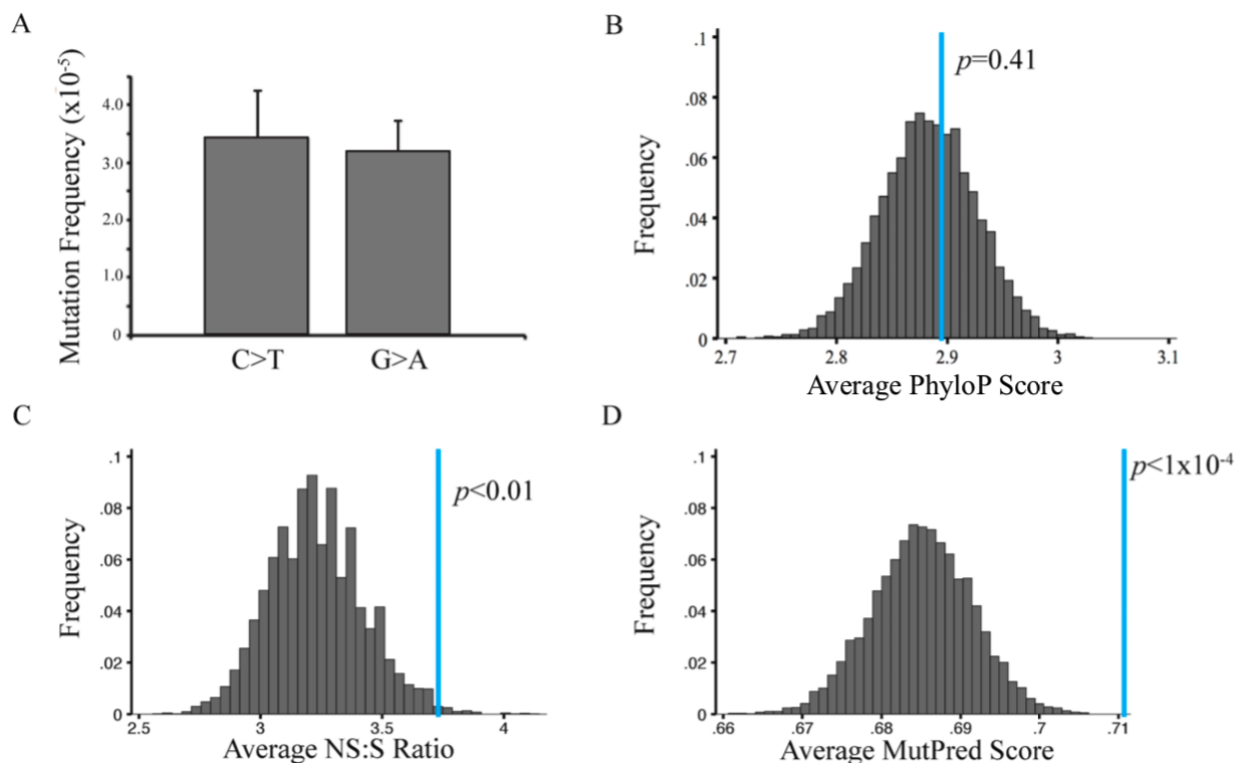 A
Mutation Frequency (x10⁻⁵)
4.0
3.0
2.0
1.0
0
C>T
G>A
B
Frequency
.1
.08
.06
.04
.02
0
p=0.41
2.7
2.8
2.9
3
3.1
Average PhyloP Score
C
Frequency
.1
.08
.06
.04
.02
0
p<0.01
2.5
3
3.5
4
Average NS:S Ratio
D
Frequency
.1
.08
.06
.04
.02
0
p<1x10⁻⁴
.66
.67
.68
.69
.7
.71
Average MutPred Score